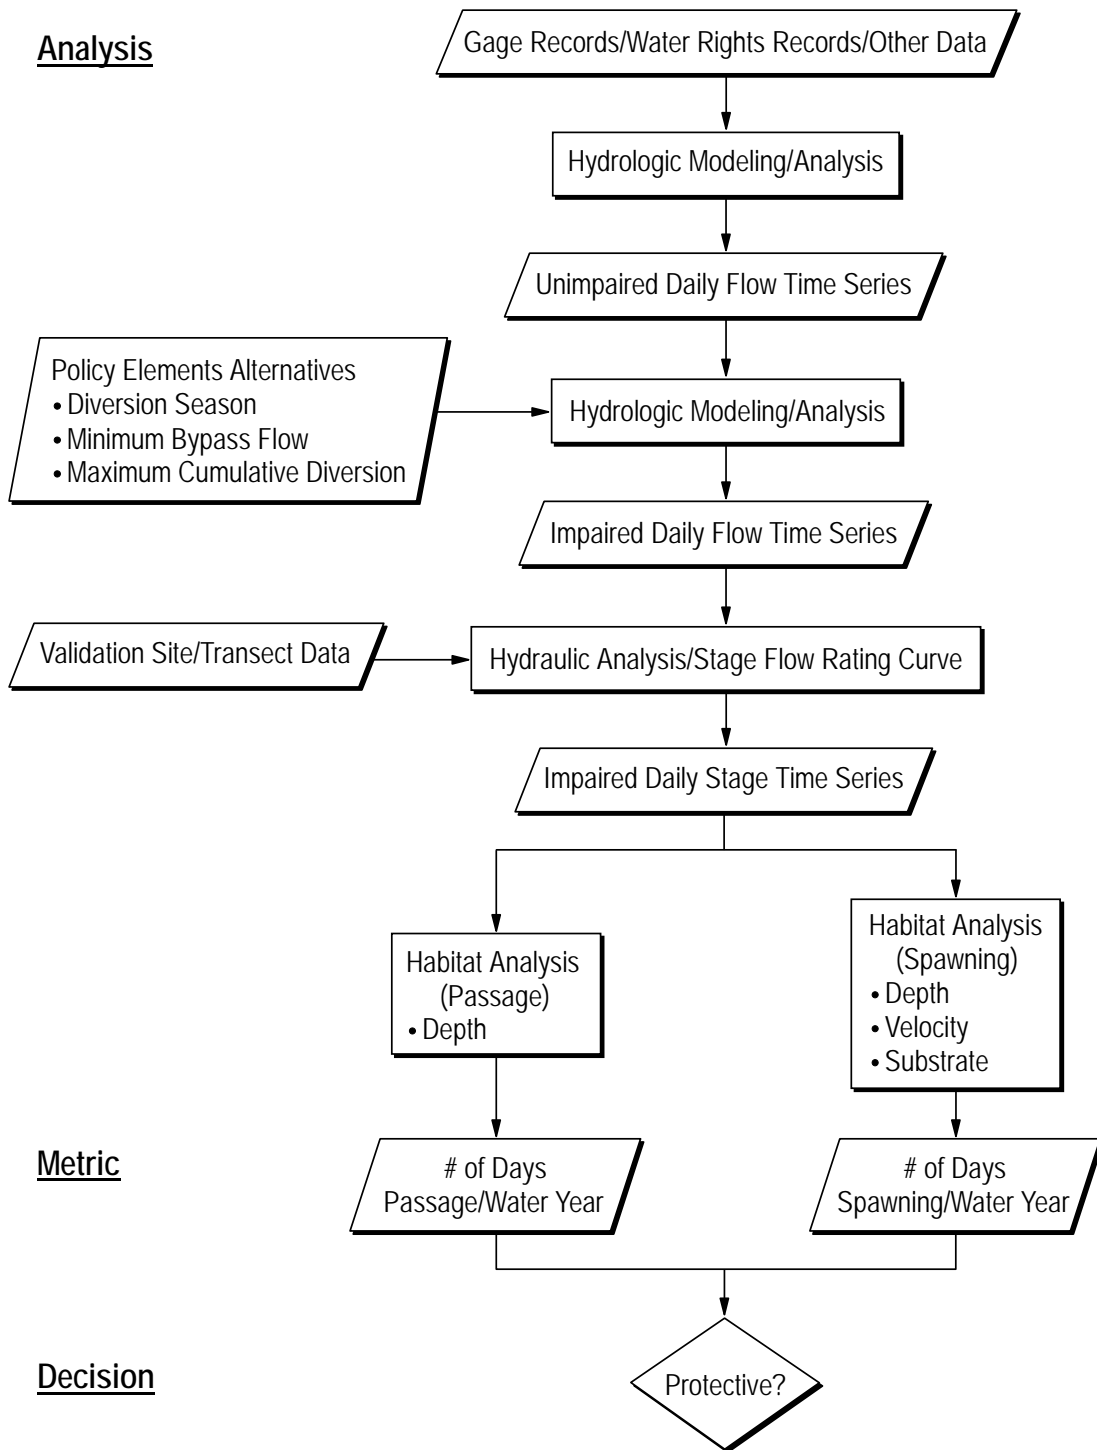 Analysis
Gage Records/Water Rights Records/Other Data
Hydrologic Modeling/Analysis
Unimpaired Daily Flow Time Series
Policy Elements Alternatives
• Diversion Season
• Minimum Bypass Flow
• Maximum Cumulative Diversion
Hydrologic Modeling/Analysis
Impaired Daily Flow Time Series
Validation Site/Transect Data
Hydraulic Analysis/Stage Flow Rating Curve
Impaired Daily Stage Time Series
Habitat Analysis
(Passage)
• Depth
Habitat Analysis
(Spawning)
• Depth
• Velocity
• Substrate
Metric
# of Days
Passage/Water Year
# of Days
Spawning/Water Year
Decision
Protective?